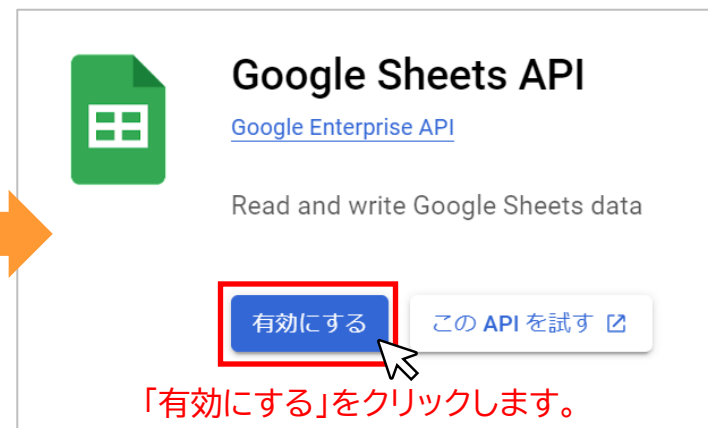 Google Sheets API
Google Enterprise API
Read and write Google Sheets data
有効にする
この API を試す
「有効にする」をクリックします。